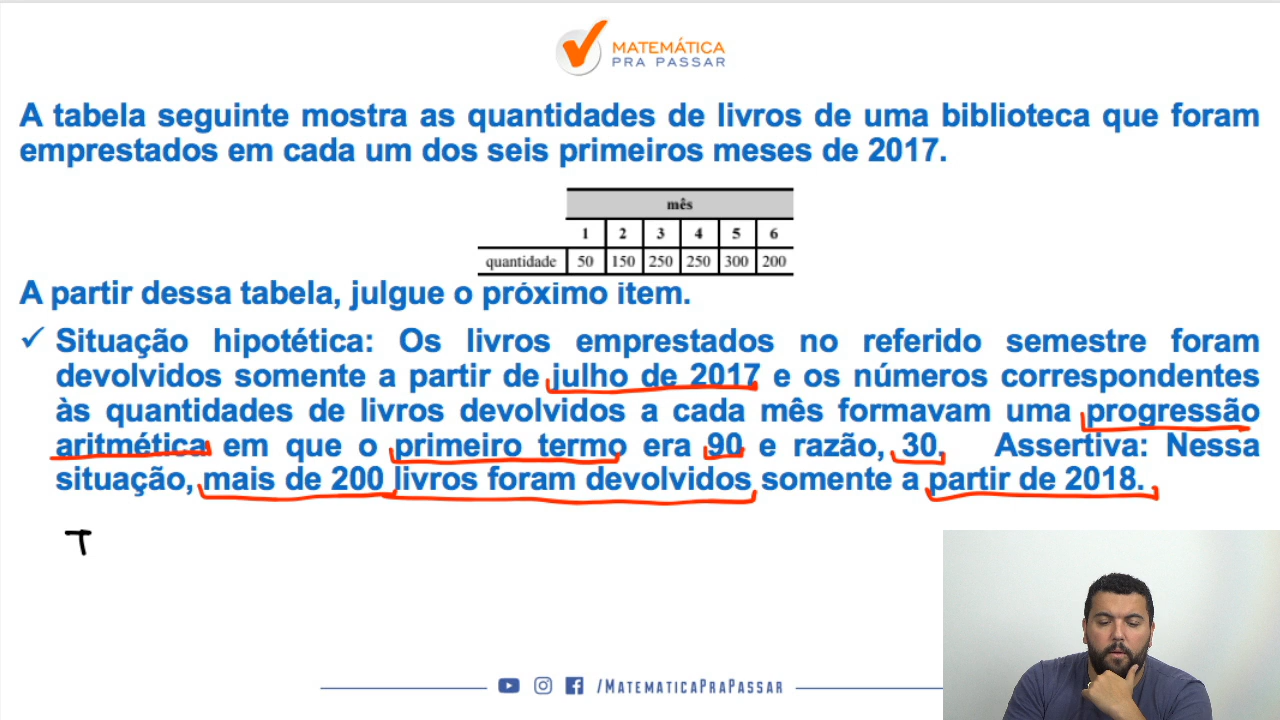 MATEMÁTICA
PRA PASSAR
A tabela seguinte mostra as quantidades de livros de uma biblioteca que foram
emprestados em cada um dos seis primeiros meses de 2017.
mês
1 2 3 4 5 6
quantidade 50 150 250 250 300 200
A partir dessa tabela, julgue o próximo item.
✓ Situação hipotética: Os livros emprestados no referido semestre foram
devolvidos somente a partir de julho de 2017 e os números correspondentes
às quantidades de livros devolvidos a cada mês formavam uma progressão
aritmética em que o primeiro termo era 90 e razão, 30, Assertiva: Nessa
situação, mais de 200 livros foram devolvidos somente a partir de 2018.
T
/MATEMATICAPRAPASSAR